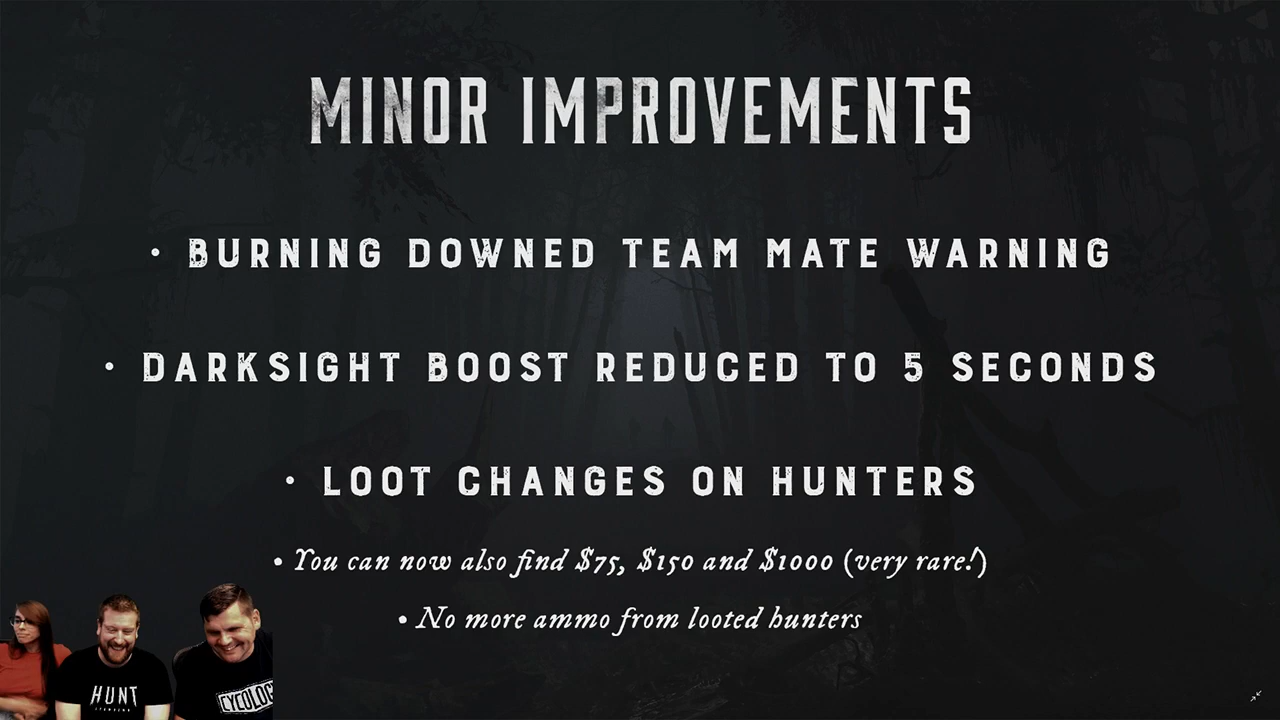 MINOR IMPROVEMENTS
• BURNING DOWNED TEAM MATE WARNING
• DARKSIGHT BOOST REDUCED TO 5 SECONDS
• LOOT CHANGES ON HUNTERS
• You can now also find $75, $150 and $1000 (very rare!)
• No more ammo from looted hunters
HUNT
CYCOLOG